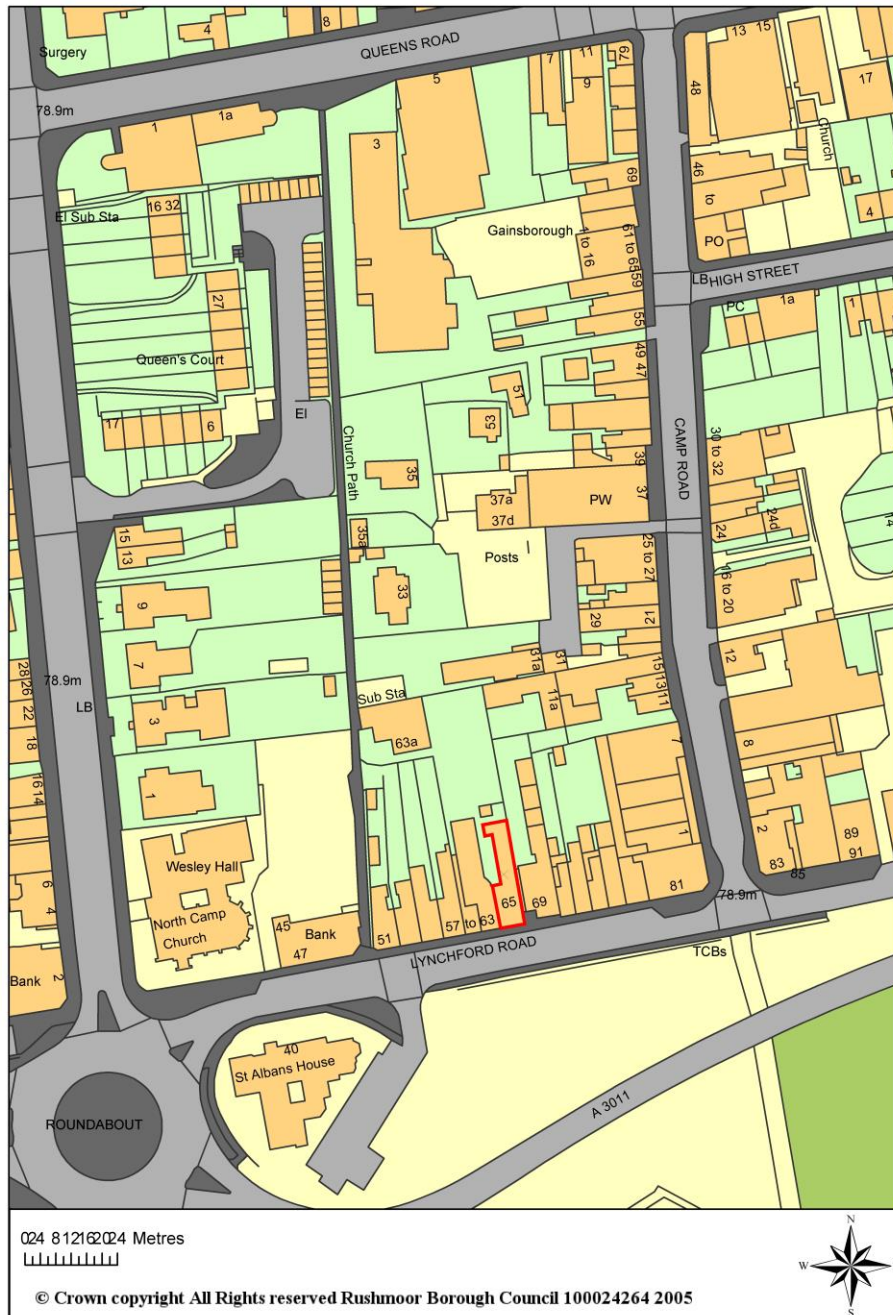 QUEENS ROAD
Surgery
4
8
5
7
11
9
79
13 15
48
17
78.9m
1
1a
3
Church
46
to
PO
4
69
El Sub Sta
16 32
Gainsborough
1 to 16
61 to 65
59
LB
HIGH STREET
PC
1a
1
27
55
Queen's Court
49
47
51
53
17
6
El
Church Path
CAMP ROAD
30 to 32
35
39
37
37a
37d
PW
24
24d
14
15
13
35a
Posts
25 to 27
33
29
21
16 to 20
9
7
31a
31
15
13
11
12
78.9m
28
26
22
18
LB
3
Sub Sta
11a
63a
7
8
16
14
1
1
2
Wesley Hall
6
4
North Camp
Church
45
47
Bank
51
57 to 63
65
69
81
83
85
89
91
78.9m
Bank
2
LYNCHFORD ROAD
TCBs
40
St Albans House
A 3011
ROUNDABOUT
024 8 12162024 Metres
N
W
S
© Crown copyright All Rights reserved Rushmoor Borough Council 100024264 2005